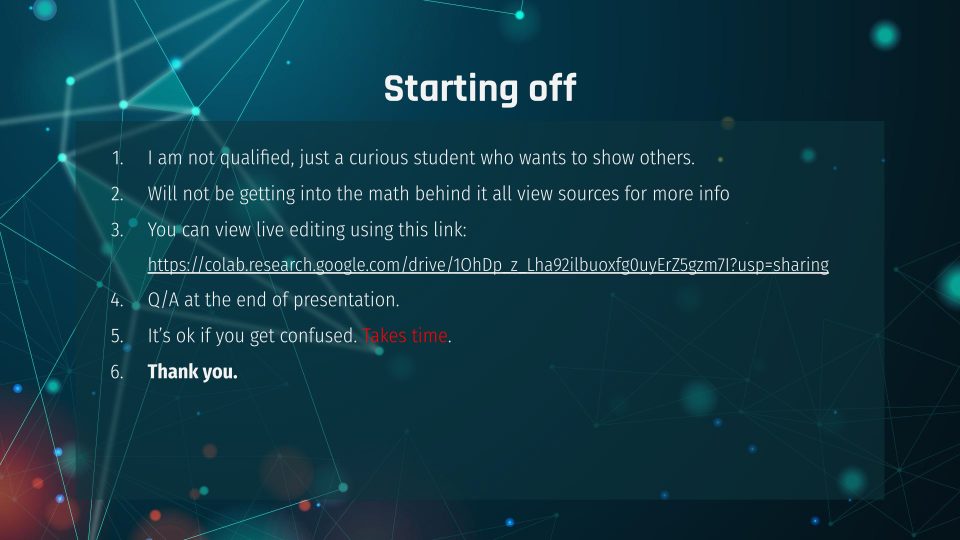 Starting off
1. I am not qualified, just a curious student who wants to show others.
2. Will not be getting into the math behind it all view sources for more info
3. You can view live editing using this link:
https://colab.research.google.com/drive/1OhDp_z_Lha92ilbuoxfg0uyErZ5gzm7I?usp=sharing
4. Q/A at the end of presentation.
5. It’s ok if you get confused. Takes time.
6. Thank you.